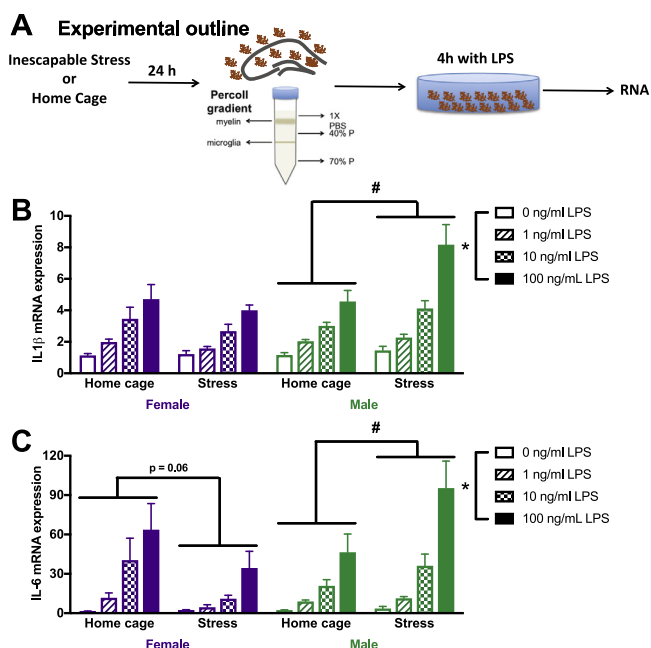 A Experimental outline
Inescapable Stress
or
Home Cage
24 h
Percoll
gradient
myelin
microglia
1X
PBS
40% P
70% P
4h with LPS
RNA
B
IL1β mRNA expression
10
8
6
4
2
0
#
*
0 ng/ml LPS
1 ng/ml LPS
10 ng/ml LPS
100 ng/mL LPS
Home cage Stress Home cage Stress
Female Male
C
IL-6 mRNA expression
120
90
60
30
0
p = 0.06
#
*
0 ng/ml LPS
1 ng/ml LPS
10 ng/ml LPS
100 ng/mL LPS
Home cage Stress Home cage Stress
Female Male